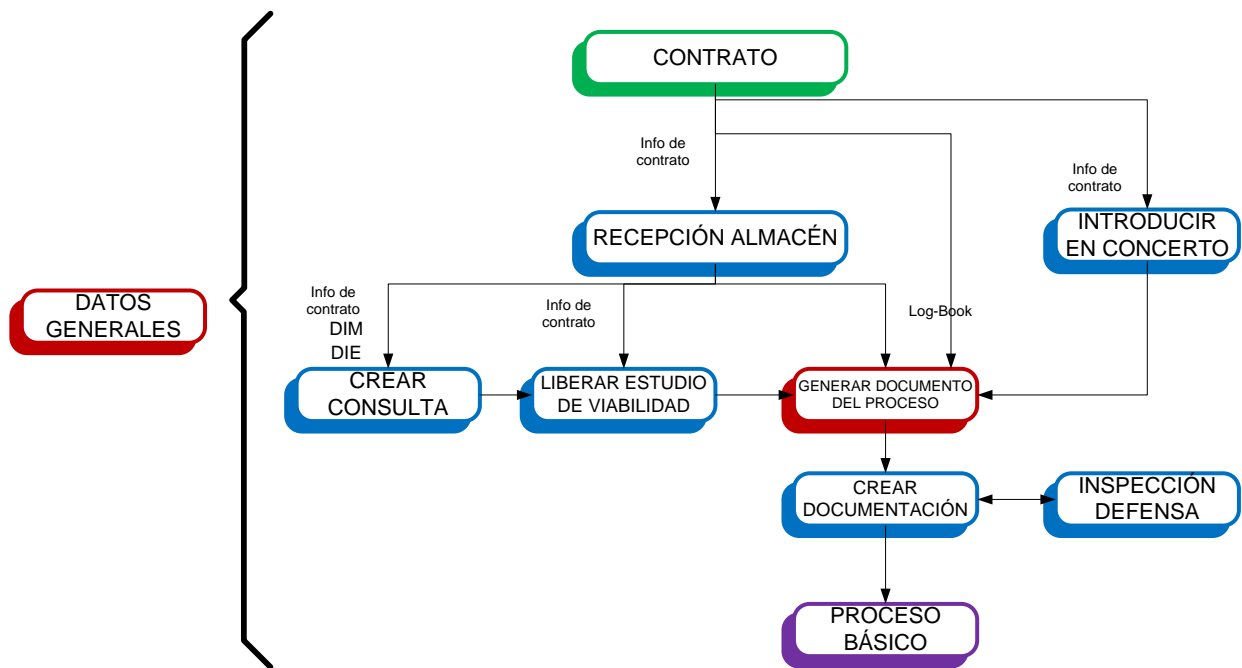 CONTRATO
Info de
contrato
Info de
contrato
RECEPCIÓN ALMACÉN
INTRODUCIR
EN CONCERTO
DATOS
GENERALES
Info de
contrato
DIM
DIE
Info de
contrato
Log-Book
CREAR
CONSULTA
LIBERAR ESTUDIO
DE VIABILIDAD
GENERAR DOCUMENTO
DEL PROCESO
CREAR
DOCUMENTACIÓN
INSPECCIÓN
DEFENSA
PROCESO
BÁSICO